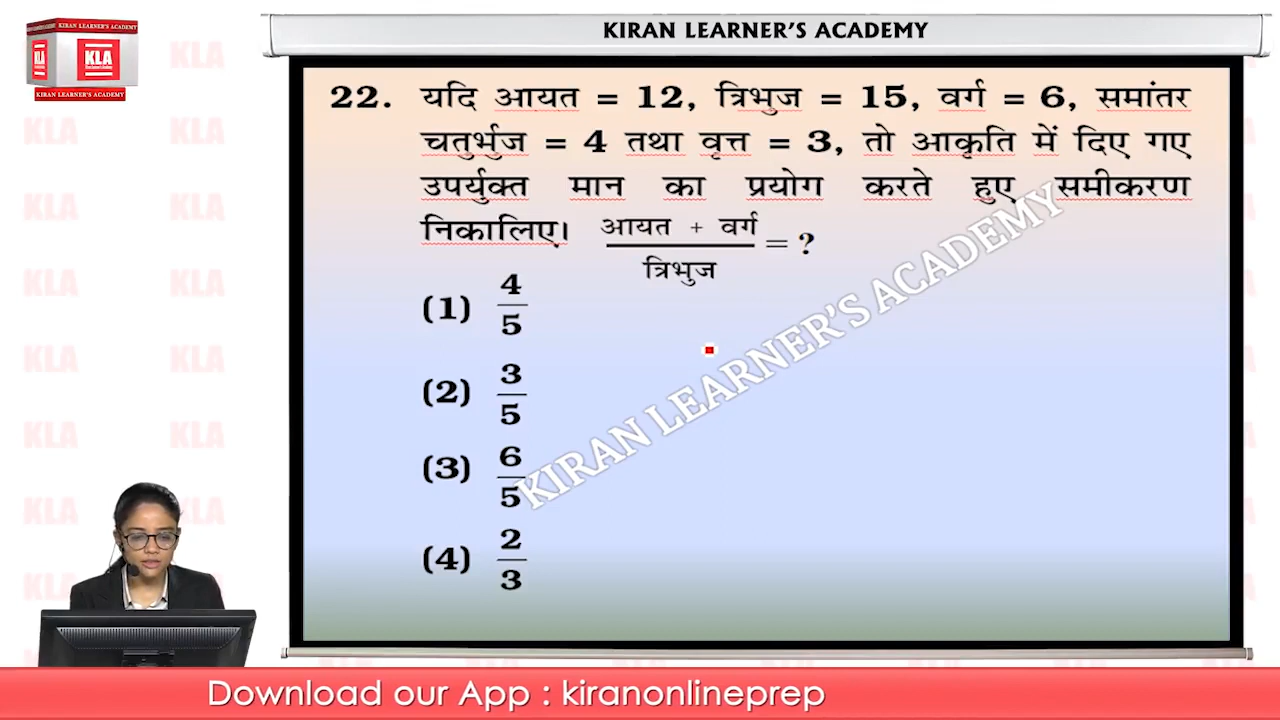 KIRAN LEARNER'S ACADEMY
KLA
KLA
Kiran Learner's Academy
KIRAN LEARNER'S ACADEMY
22. यदि आयत = 12, त्रिभुज = 15, वर्ग = 6, समांतर
चतुर्भुज = 4 तथा वृत्त = 3, तो आकृति में दिए गए
उपर्युक्त मान का प्रयोग करते हुए समीकरण
निकालिए। आयत + वर्ग / त्रिभुज = ?
(1) 4/5
(2) 3/5
(3) 6/5
(4) 2/3
KIRAN LEARNER'S ACADEMY
Download our App : kiranonlineprep